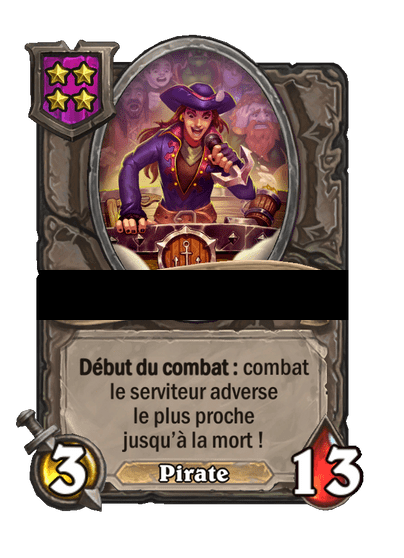 Début du combat : combat
le serviteur adverse
le plus proche
jusqu'à la mort !
3
Pirate
13